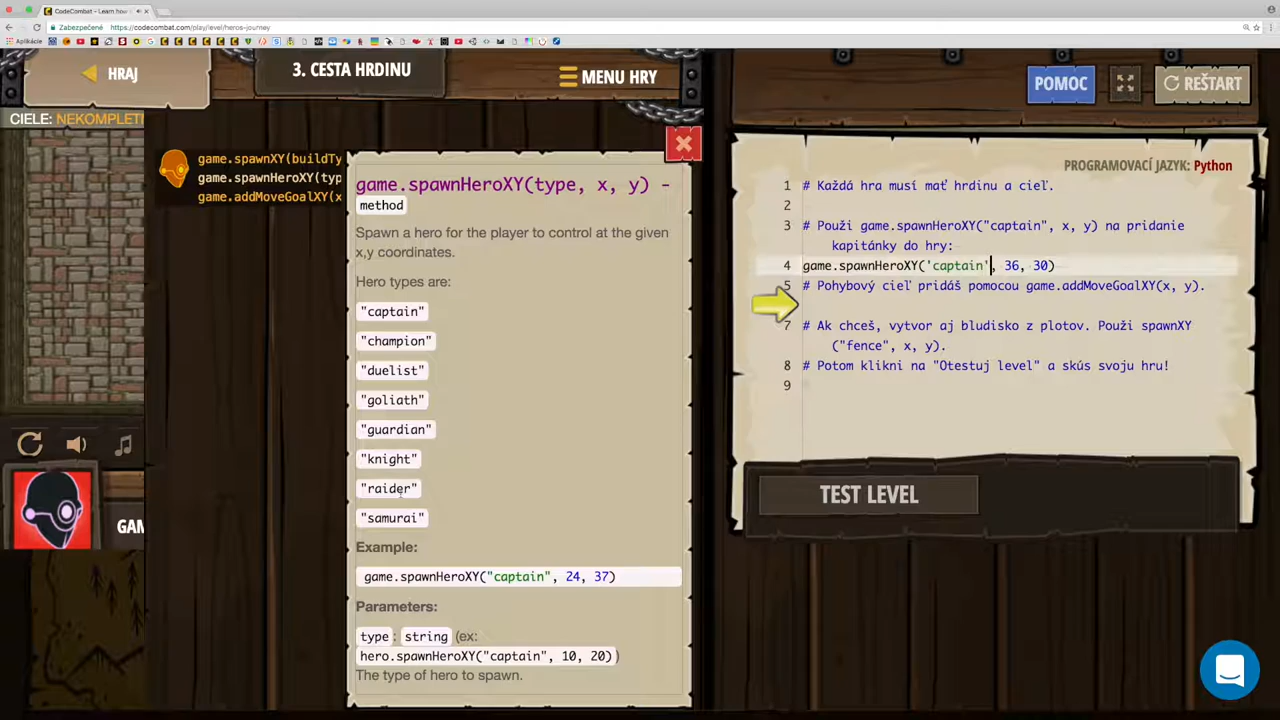 CodeCombat - Learn how
Zabezpečené https://codecombat.com/play/level/heros-journey
Aplikácie
HRAJ
3. CESTA HRDINU
MENU HRY
CIELE: NEKOMPLET
game.spawnXY(buildTy
game.spawnHeroXY(typ
game.addMoveGoalXY(x
GAM
game.spawnHeroXY(type, x, y) -
method
Spawn a hero for the player to control at the given
x,y coordinates.
Hero types are:
"captain"
"champion"
"duelist"
"goliath"
"guardian"
"knight"
"raider"
"samurai"
Example:
game.spawnHeroXY("captain", 24, 37)
Parameters:
type: string (ex:
hero.spawnHeroXY("captain", 10, 20))
The type of hero to spawn.
POMOC
REŠTART
PROGRAMOVACÍ JAZYK: Python
1 # Každá hra musí mať hrdinu a cieľ.
2
3 # Použi game.spawnHeroXY("captain", x, y) na pridanie
kapitánky do hry:
4 game.spawnHeroXY('captain', 36, 30)
5 # Pohybový cieľ pridáš pomocou game.addMoveGoalXY(x, y).
7 # Ak chceš, vytvor aj bludisko z plotov. Použi spawnXY
("fence", x, y).
8 # Potom klikni na "Otestuj level" a skús svoju hru!
9
TEST LEVEL